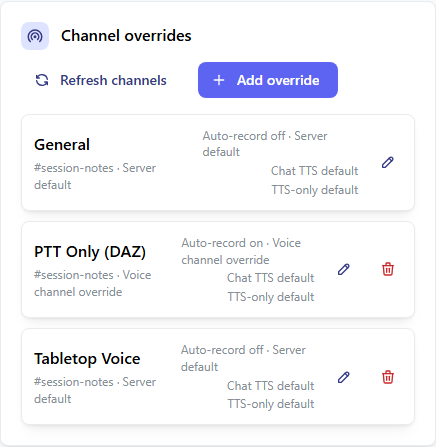 Channel overrides
Refresh channels
Add override
General
#session-notes · Server
default
Auto-record off · Server
default
Chat TTS default
TTS-only default
PTT Only (DAZ)
#session-notes · Voice
channel override
Auto-record on · Voice
channel override
Chat TTS default
TTS-only default
Tabletop Voice
#session-notes · Server
default
Auto-record off · Server
default
Chat TTS default
TTS-only default